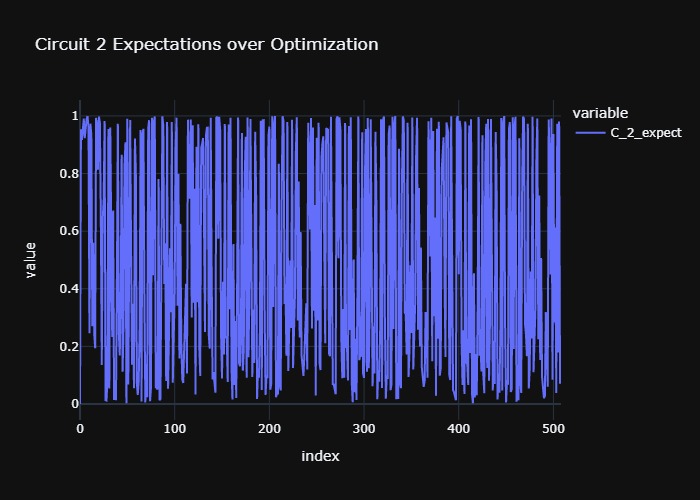 Circuit 2 Expectations over Optimization
variable
C_2_expect
1
0.8
0.6
0.4
0.2
0
value
0 100 200 300 400 500
index